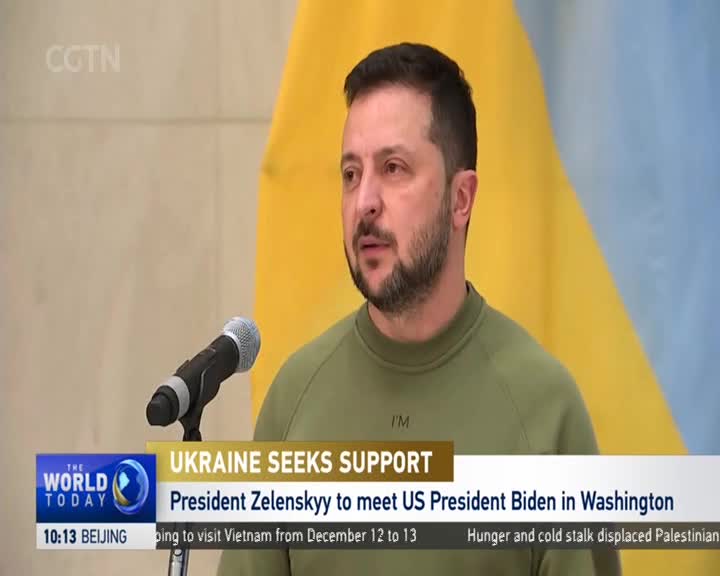 CGTN
I'M
UKRAINE SEEKS SUPPORT
THE
WORLD
TODAY
President Zelenskyy to meet US President Biden in Washington
10:13 BEIJING
to visit Vietnam from December 12 to 13 Hunger and cold stalk displaced Palestinian